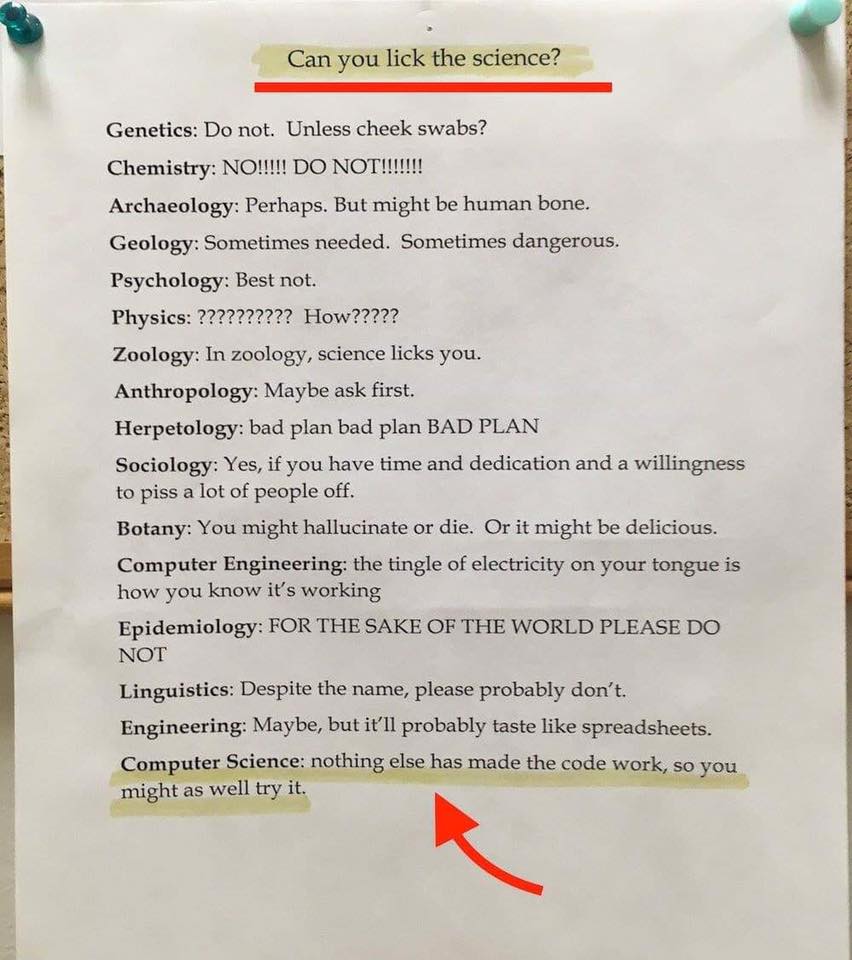 Can you lick the science?
Genetics: Do not. Unless cheek swabs?
Chemistry: NO!!!!! DO NOT!!!!!!!
Archaeology: Perhaps. But might be human bone.
Geology: Sometimes needed. Sometimes dangerous.
Psychology: Best not.
Physics: ?????????? How?????
Zoology: In zoology, science licks you.
Anthropology: Maybe ask first.
Herpetology: bad plan bad plan BAD PLAN
Sociology: Yes, if you have time and dedication and a willingness
to piss a lot of people off.
Botany: You might hallucinate or die. Or it might be delicious.
Computer Engineering: the tingle of electricity on your tongue is
how you know it's working
Epidemiology: FOR THE SAKE OF THE WORLD PLEASE DO
NOT
Linguistics: Despite the name, please probably don't.
Engineering: Maybe, but it'll probably taste like spreadsheets.
Computer Science: nothing else has made the code work, so you
might as well try it.